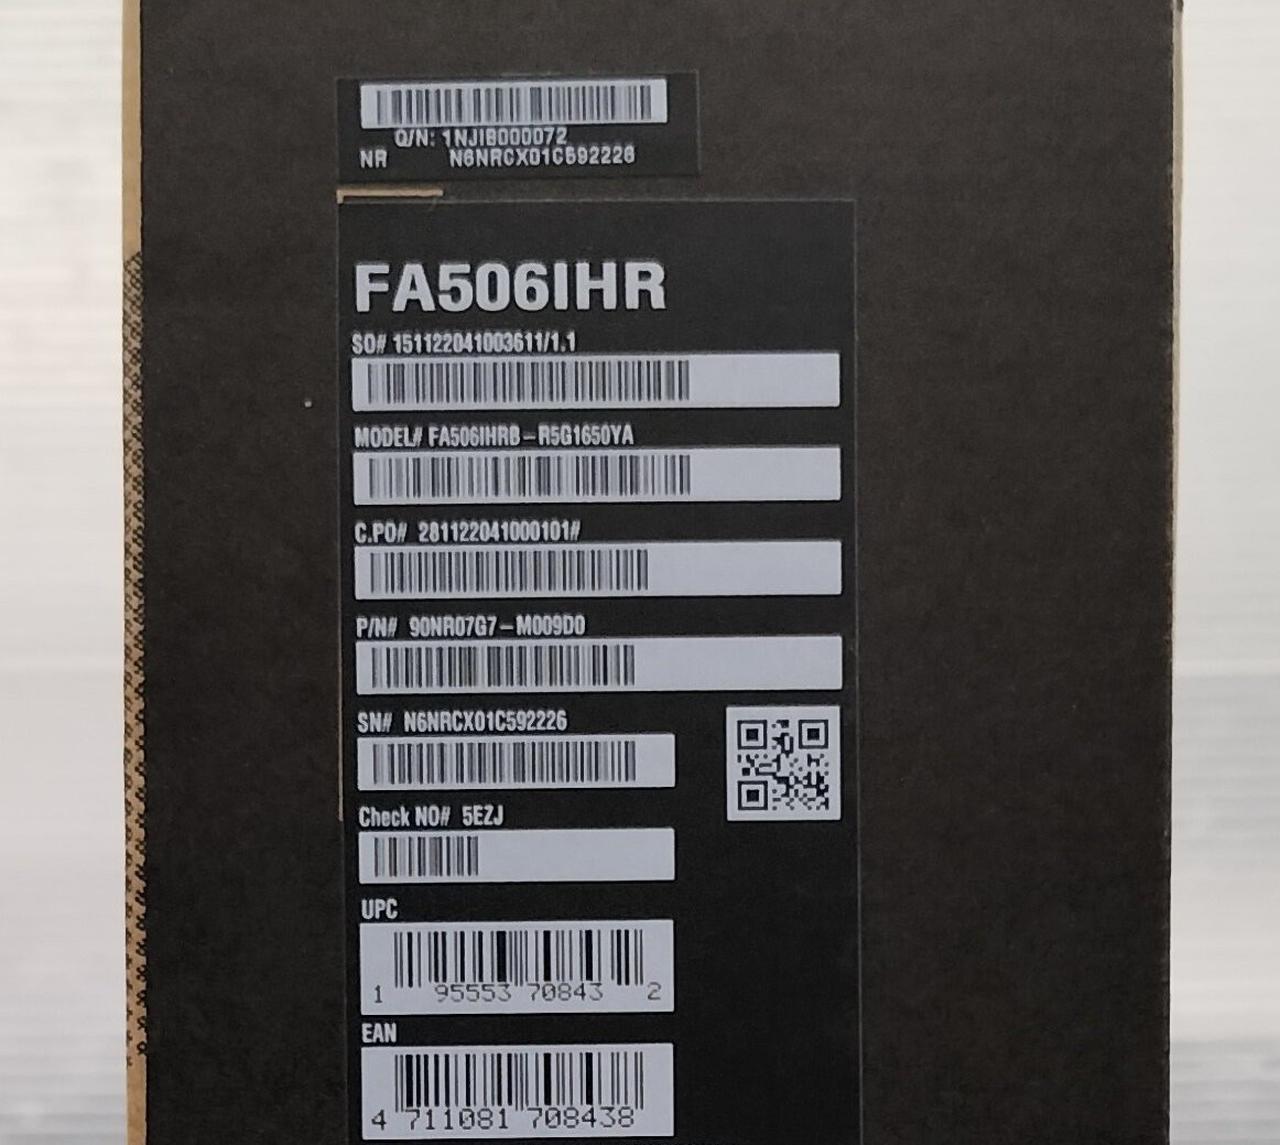 Q/N: 1NJIB000072
NR N6NRCX01C592226
FA506IHR
SO# 151122041003611/1.1
MODEL# FA506IHRB-R5G1650YA
C.PO# 281122041000101#
P/N# 90NR07G7-M009D0
SN# N6NRCX01C592226
Check NO# 5EZJ
UPC
1 95553 70843 2
EAN
4 711081 708438